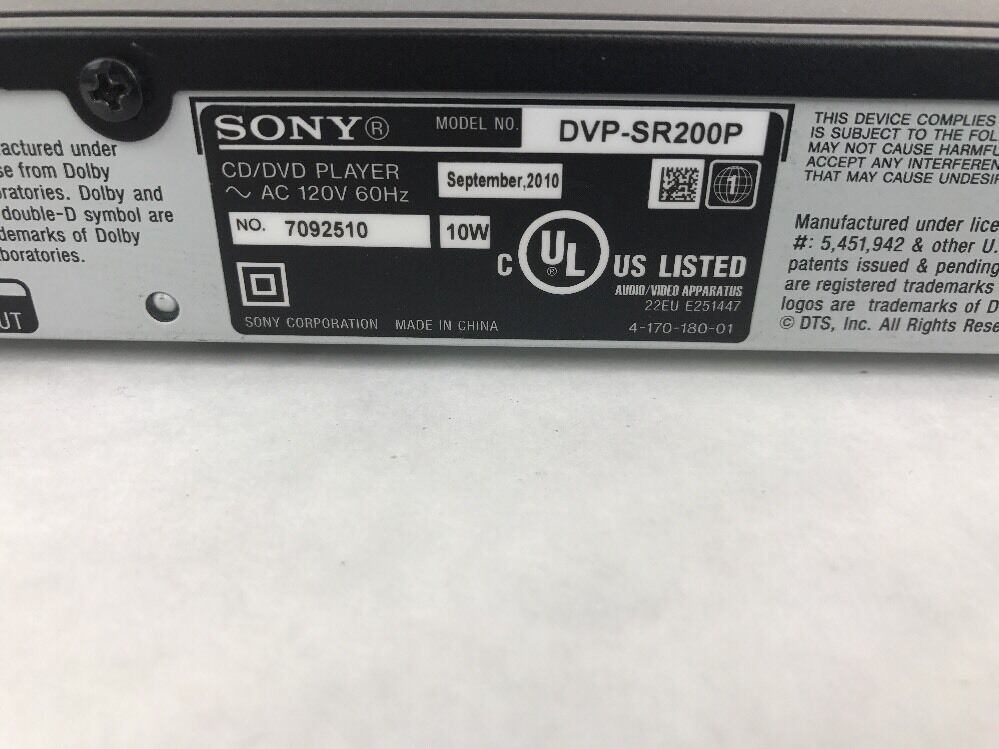 actured under
se from Dolby
ratories. Dolby and
double-D symbol are
demarks of Dolby
boratories.
UT
SONY®
MODEL NO. DVP-SR200P
CD/DVD PLAYER
~ AC 120V 60Hz
September,2010
1
NO. 7092510
10W
C UL® US LISTED
AUDIO/VIDEO APPARATUS
22EU E251447
SONY CORPORATION MADE IN CHINA
4-170-180-01
THIS DEVICE COMPLIES
IS SUBJECT TO THE FOL
MAY NOT CAUSE HARMFU
ACCEPT ANY INTERFEREN
THAT MAY CAUSE UNDESIR
Manufactured under lice
#: 5,451,942 & other U.
patents issued & pending
are registered trademarks
logos are trademarks of D
© DTS, Inc. All Rights Rese